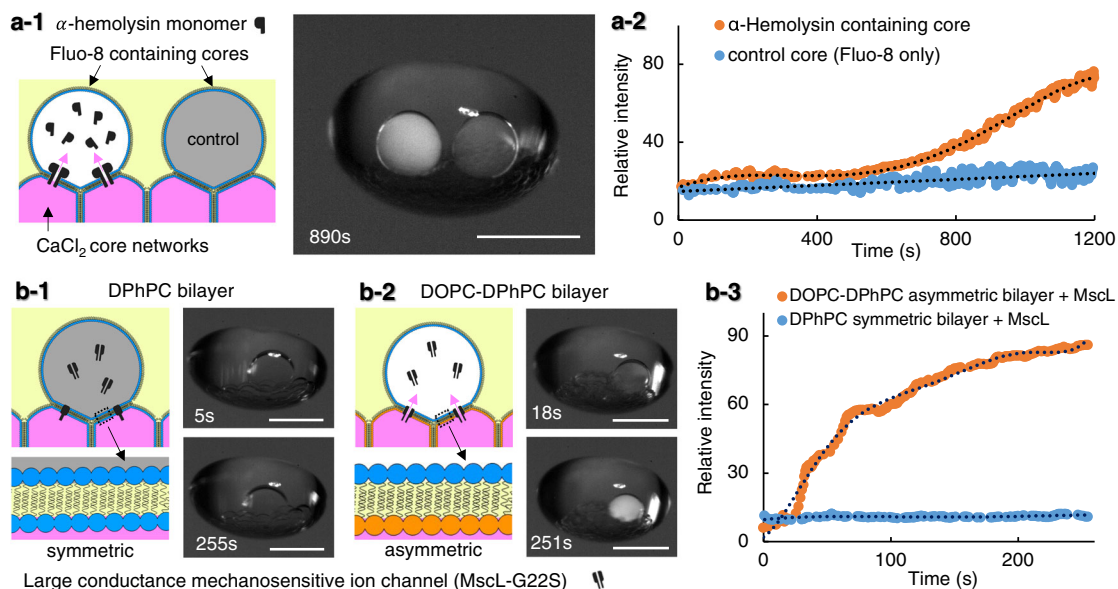 a-1 α-hemolysin monomer
Fluo-8 containing cores
control
CaCl2 core networks
890s
a-2
α-Hemolysin containing core
control core (Fluo-8 only)
Relative intensity
80
40
0
0 400 800 1200
Time (s)
b-1 DPhPC bilayer
symmetric
5s
255s
b-2 DOPC-DPhPC bilayer
asymmetric
18s
251s
b-3
DOPC-DPhPC asymmetric bilayer + MscL
DPhPC symmetric bilayer + MscL
Relative intensity
90
60
30
0
0 100 200
Time (s)
Large conductance mechanosensitive ion channel (MscL-G22S)